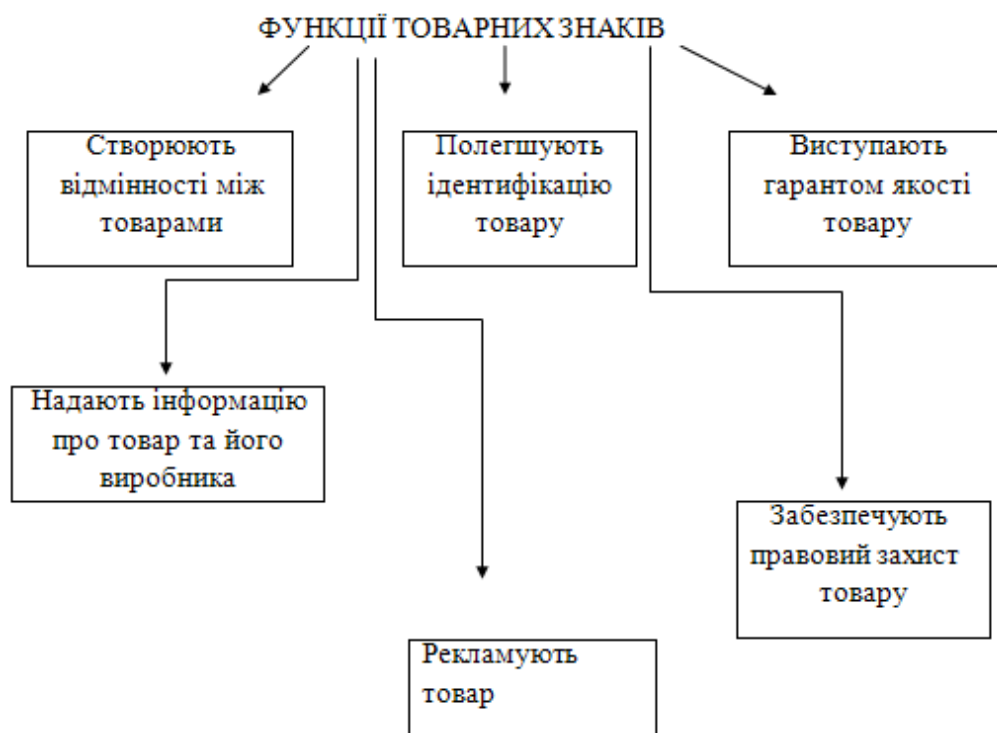 ФУНКЦІЇ ТОВАРНИХ ЗНАКІВ
Створюють
відмінності між
товарами
Полегшують
ідентифікацію
товару
Виступають
гарантом якості
товару
Надають інформацію
про товар та його
виробника
Забезпечують
правовий захист
товару
Рекламують
товар